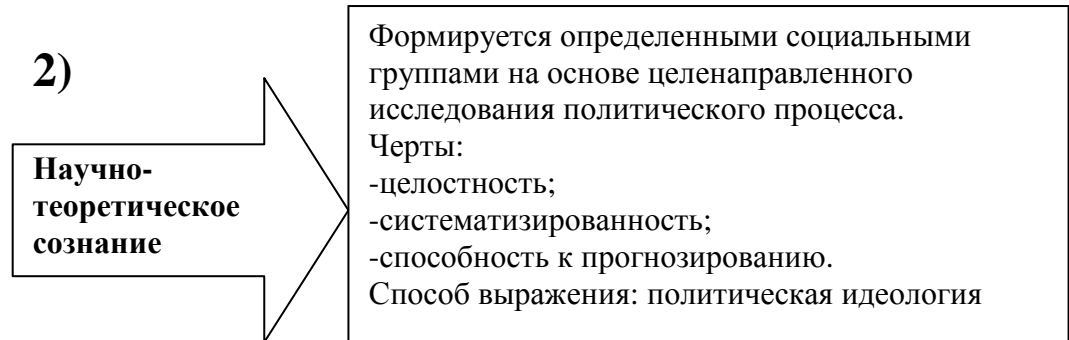 2)
Научно-
теоретическое
сознание
Формируется определенными социальными
группами на основе целенаправленного
исследования политического процесса.
Черты:
-целостность;
-систематизированность;
-способность к прогнозированию.
Способ выражения: политическая идеология